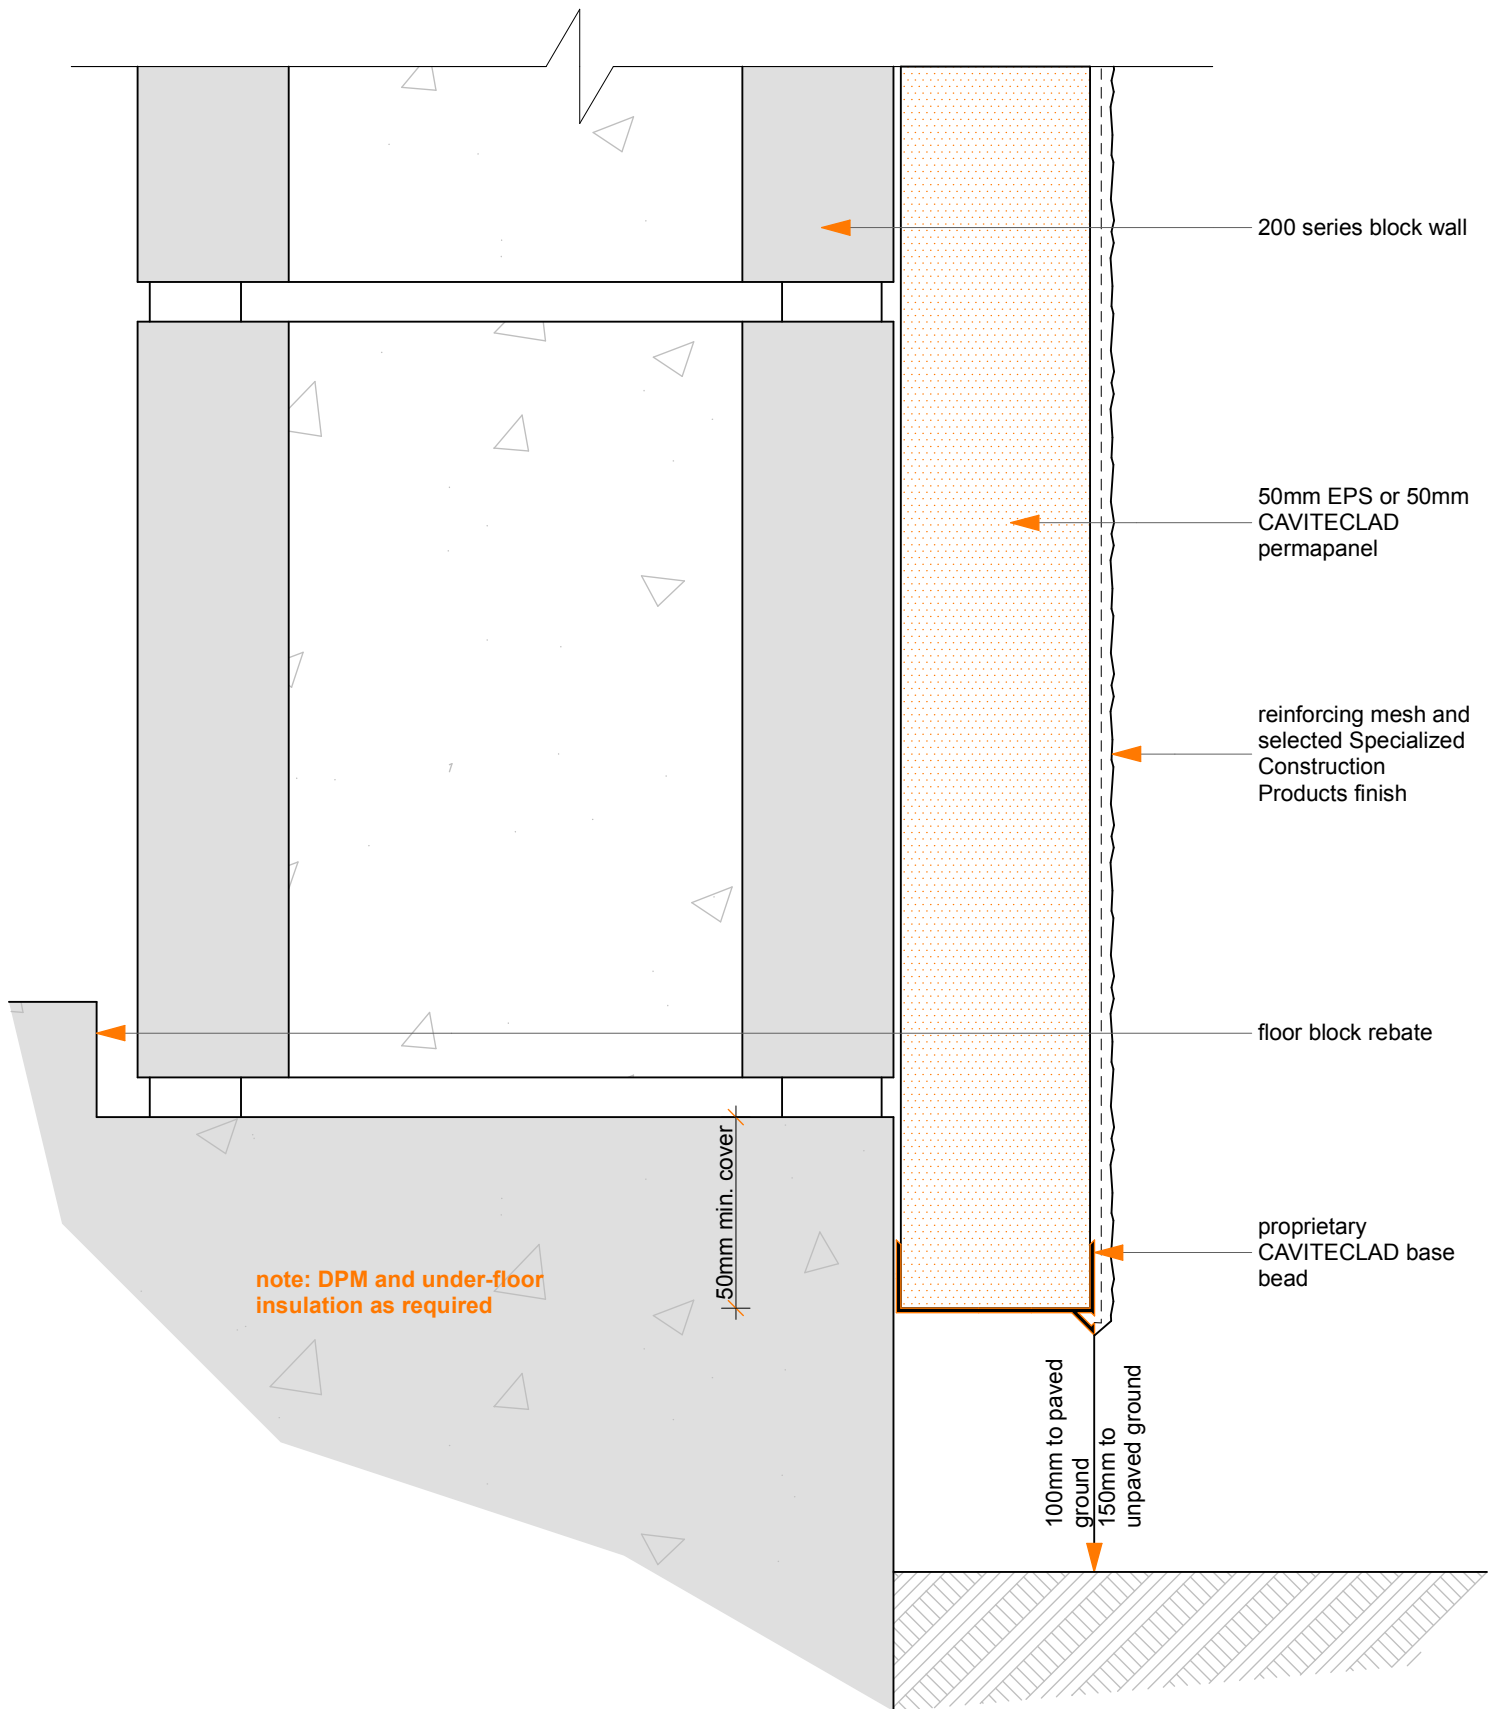 200 series block wall
50mm EPS or 50mm
CAVITECLAD
permapanel
reinforcing mesh and
selected Specialized
Construction
Products finish
floor block rebate
50mm min. cover
proprietary
CAVITECLAD base
bead
note: DPM and under-floor
insulation as required
100mm to paved
ground
150mm to
unpaved ground